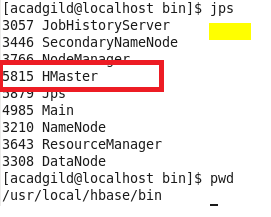 [acadgild@localhost bin]$ jps
3057 JobHistoryServer
3446 SecondaryNameNode
3766 NodeManager
5815 HMaster
5879 Jps
4985 Main
3210 NameNode
3643 ResourceManager
3308 DataNode
[acadgild@localhost bin]$ pwd
/usr/local/hbase/bin